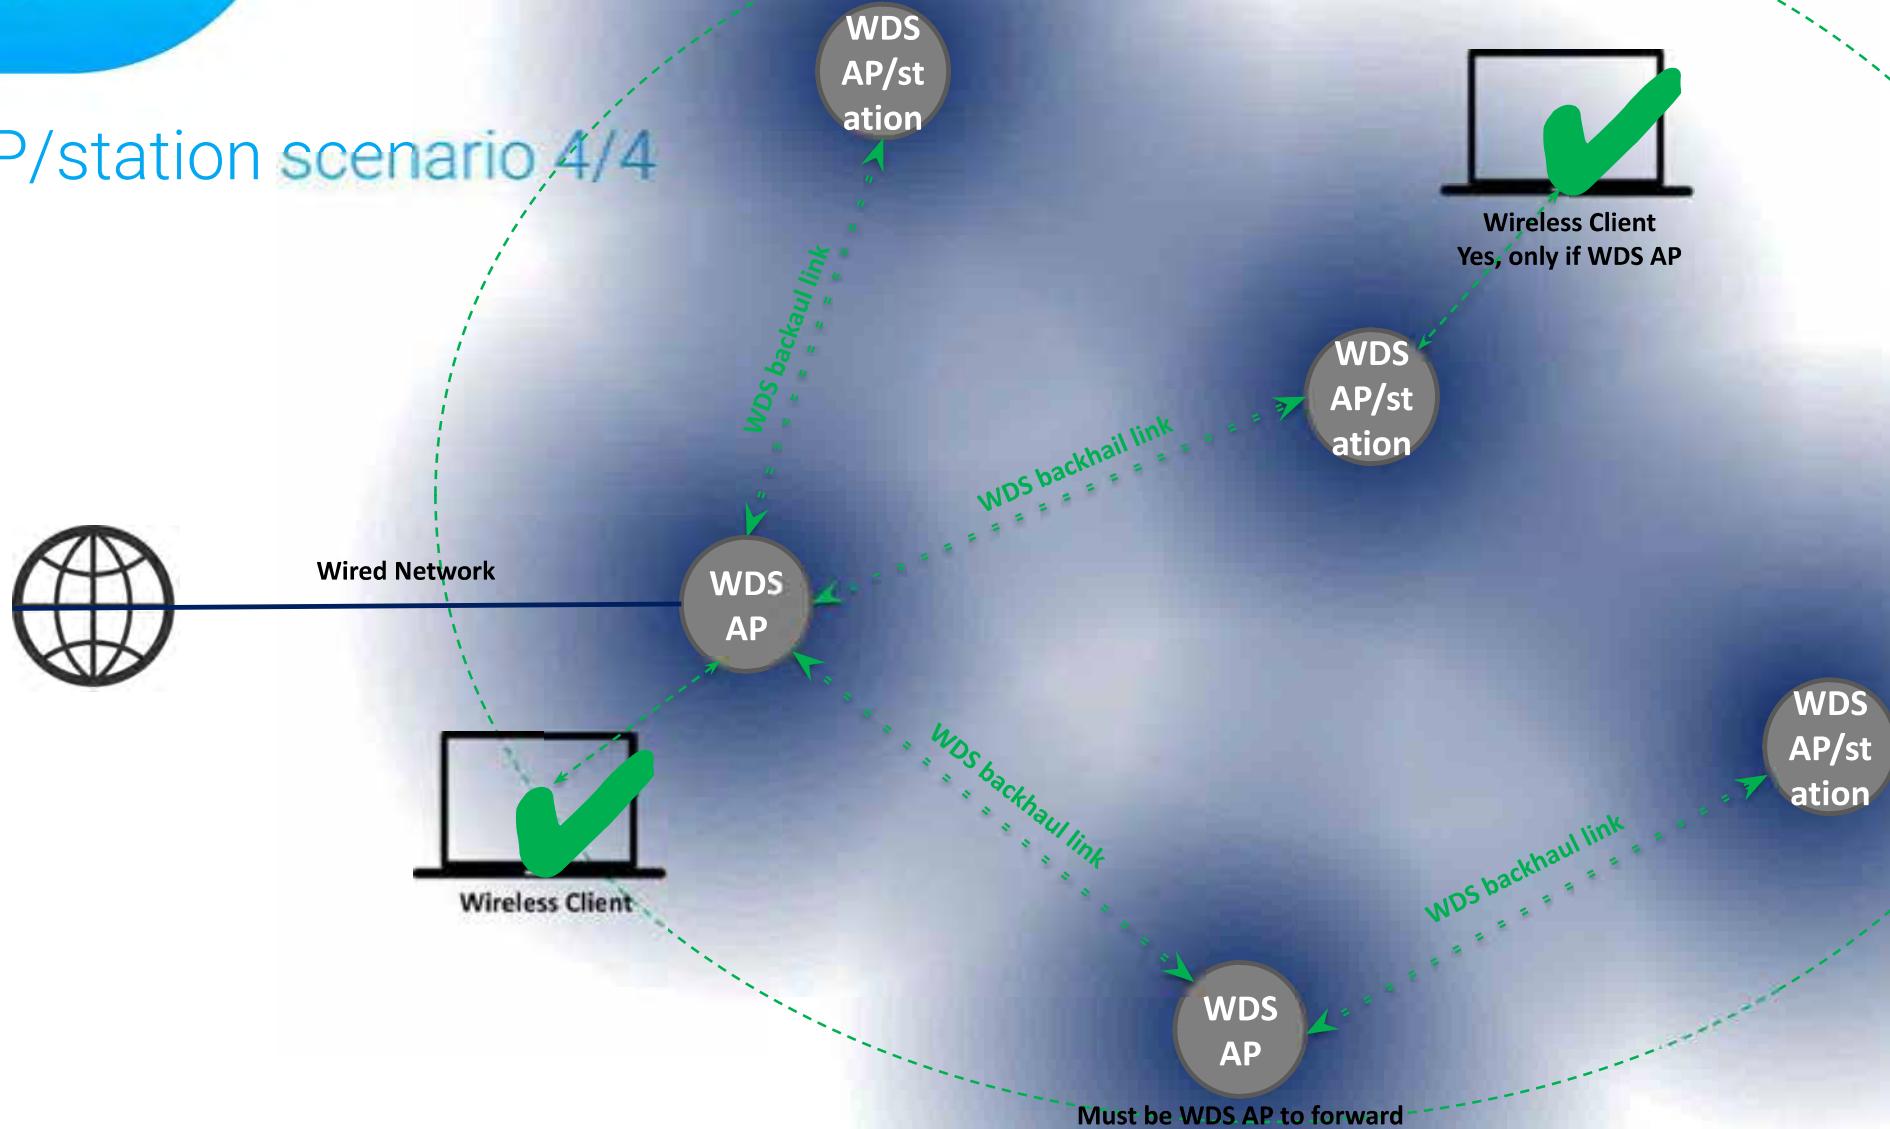 P/station scenario 4/4
WDS
AP/st
ation
Wireless Client
Yes, only if WDS AP
WDS backaul link
WDS
AP/st
ation
WDS backhail link
Wired Network
WDS
AP
WDS
AP/st
ation
WDS backhaul link
WDS backhaul link
Wireless Client
WDS
AP
Must be WDS AP to forward